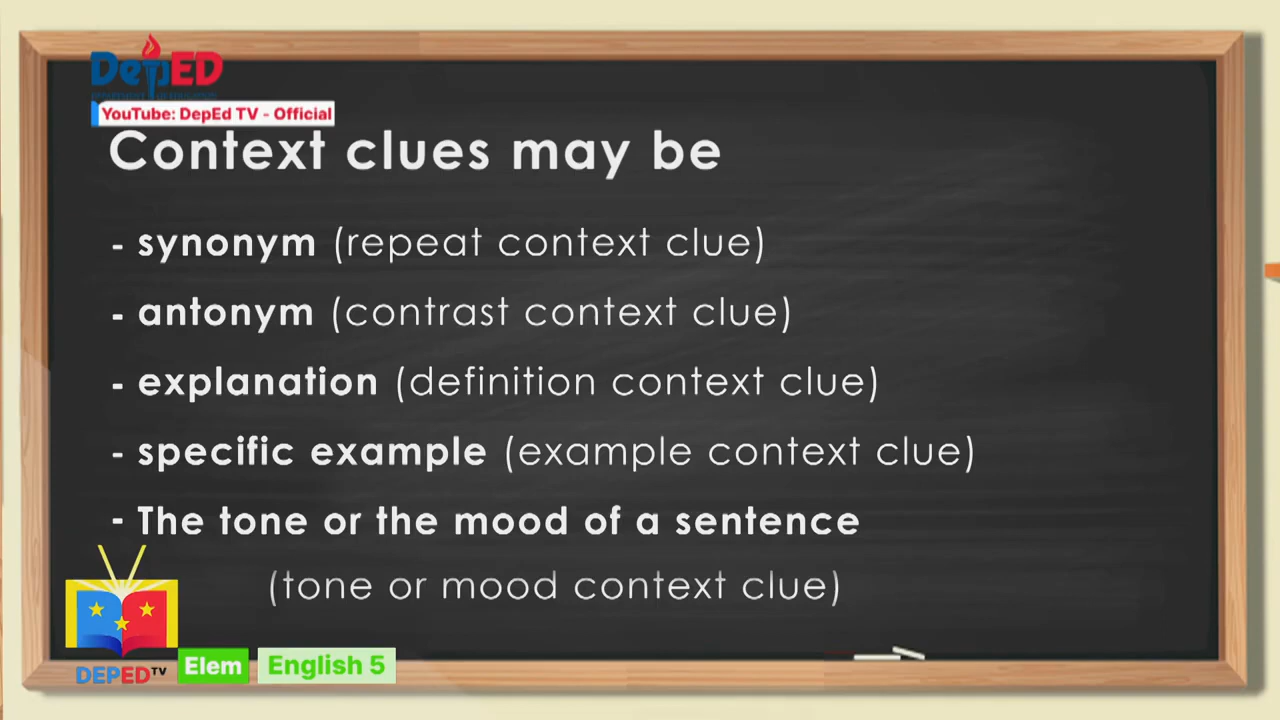 DepED
YouTube: DepEd TV - Official
Context clues may be
- synonym (repeat context clue)
- antonym (contrast context clue)
- explanation (definition context clue)
- specific example (example context clue)
- The tone or the mood of a sentence
(tone or mood context clue)
DEPED TV
Elem
English 5